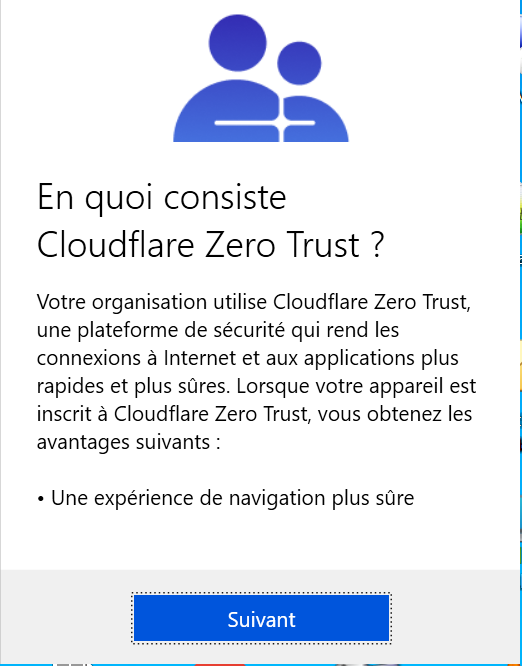 En quoi consiste
Cloudflare Zero Trust ?
Votre organisation utilise Cloudflare Zero Trust,
une plateforme de sécurité qui rend les
connexions à Internet et aux applications plus
rapides et plus sûres. Lorsque votre appareil est
inscrit à Cloudflare Zero Trust, vous obtenez les
avantages suivants :
• Une expérience de navigation plus sûre
Suivant